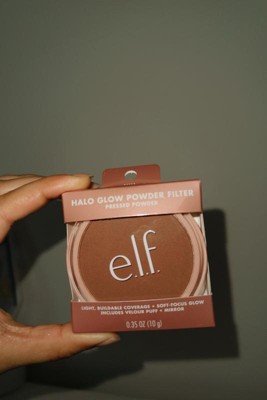 HALO GLOW POWDER FILTER
PRESSED POWDER
e.l.f.
LIGHT, BUILDABLE COVERAGE • SOFT-FOCUS GLOW
INCLUDES VELOUR PUFF + MIRROR
0.35 OZ (10 g)